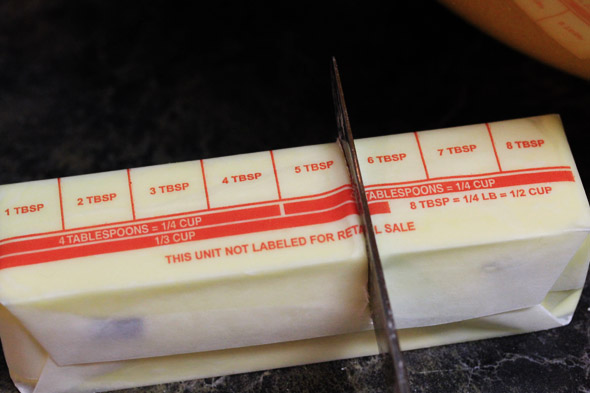 1 TBSP 2 TBSP 3 TBSP 4 TBSP 5 TBSP 6 TBSP 7 TBSP 8 TBSP
4 TABLESPOONS = 1/4 CUP TABLESPOONS = 1/4 CUP
1/3 CUP 8 TBSP = 1/4 LB = 1/2 CUP
THIS UNIT NOT LABELED FOR SALE